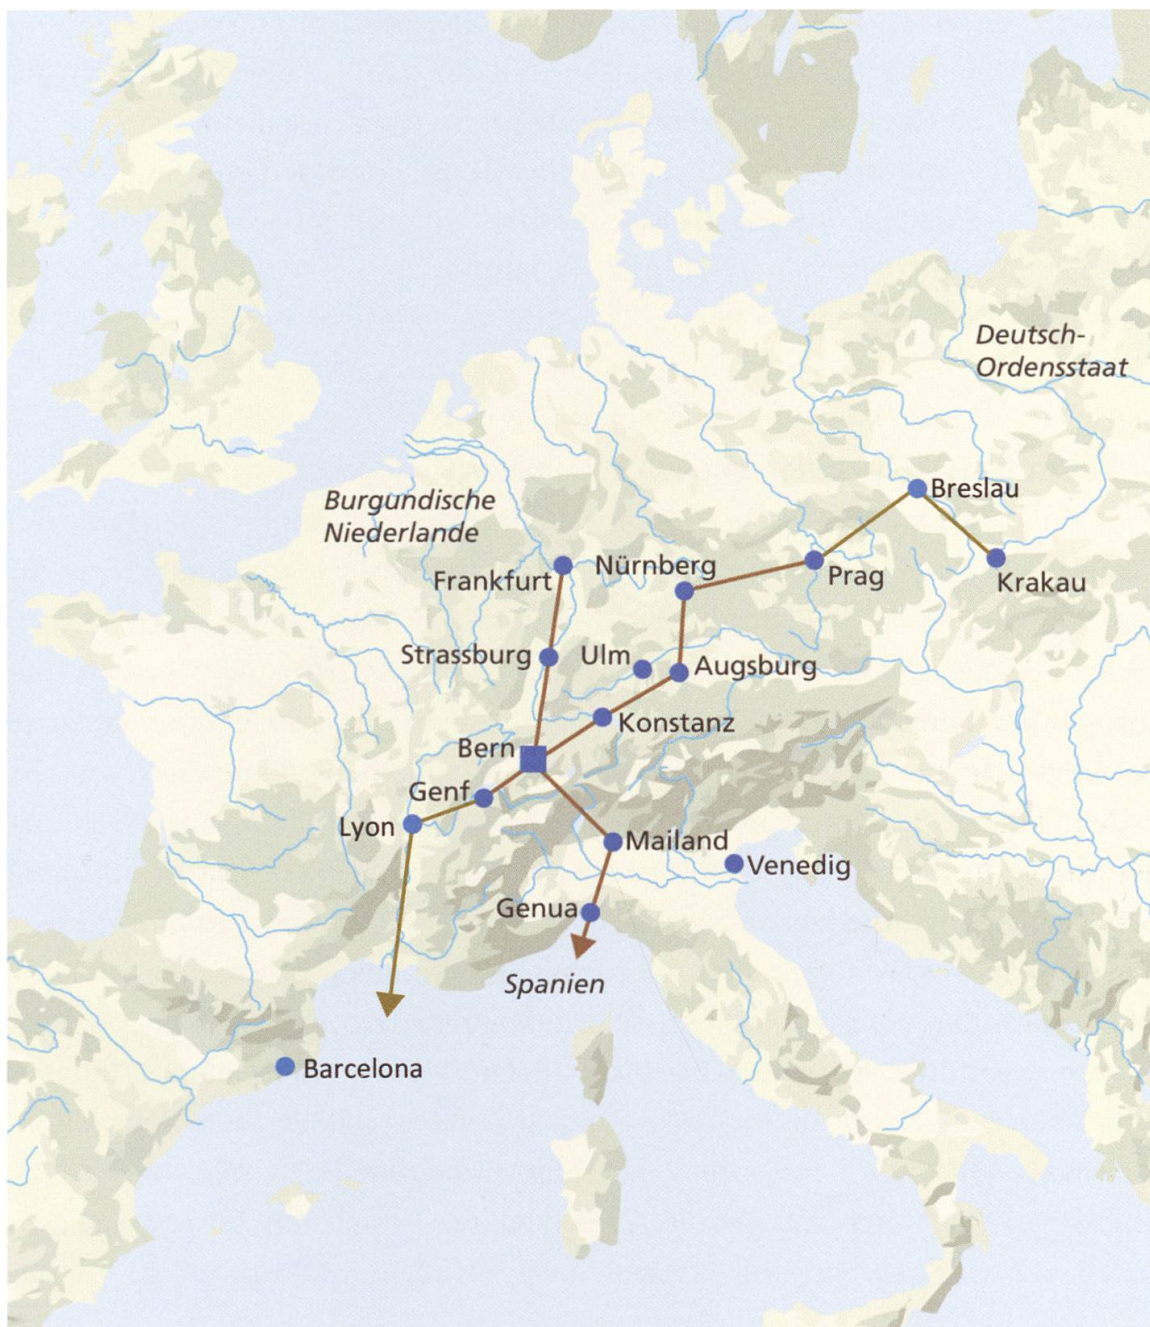 Deutsch-
Ordensstaat
Breslau
Burgundische
Niederlande
Nürnberg
Frankfurt
Prag
Krakau
Strassburg
Ulm
Augsburg
Konstanz
Bern
Genf
Lyon
Mailand
Venedig
Genua
Spanien
Barcelona